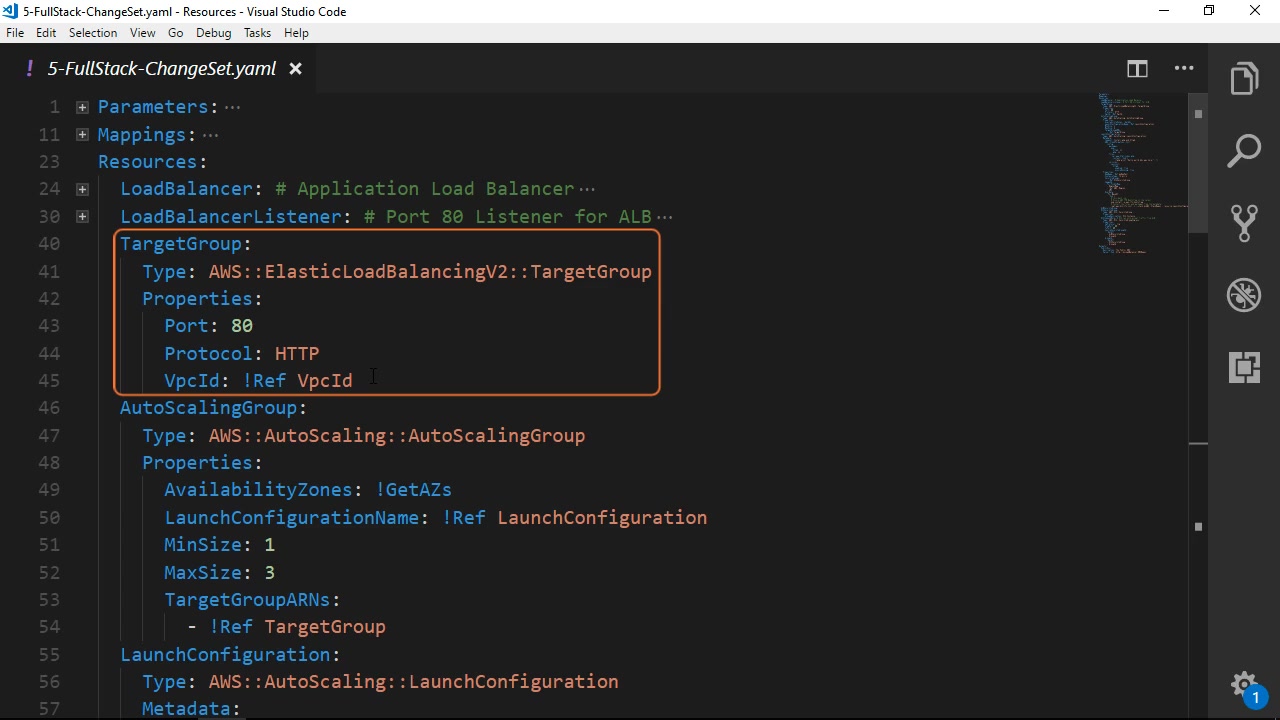 5-FullStack-ChangeSet.yaml - Resources - Visual Studio Code
File Edit Selection View Go Debug Tasks Help
! 5-FullStack-ChangeSet.yaml ×
1 Parameters: ···
11 Mappings: ···
23 Resources:
24 LoadBalancer: # Application Load Balancer···
30 LoadBalancerListener: # Port 80 Listener for ALB···
40 TargetGroup:
41 Type: AWS::ElasticLoadBalancingV2::TargetGroup
42 Properties:
43 Port: 80
44 Protocol: HTTP
45 VpcId: !Ref VpcId
46 AutoScalingGroup:
47 Type: AWS::AutoScaling::AutoScalingGroup
48 Properties:
49 AvailabilityZones: !GetAZs
50 LaunchConfigurationName: !Ref LaunchConfiguration
51 MinSize: 1
52 MaxSize: 3
53 TargetGroupARNs:
54 - !Ref TargetGroup
55 LaunchConfiguration:
56 Type: AWS::AutoScaling::LaunchConfiguration
57 Metadata:
1